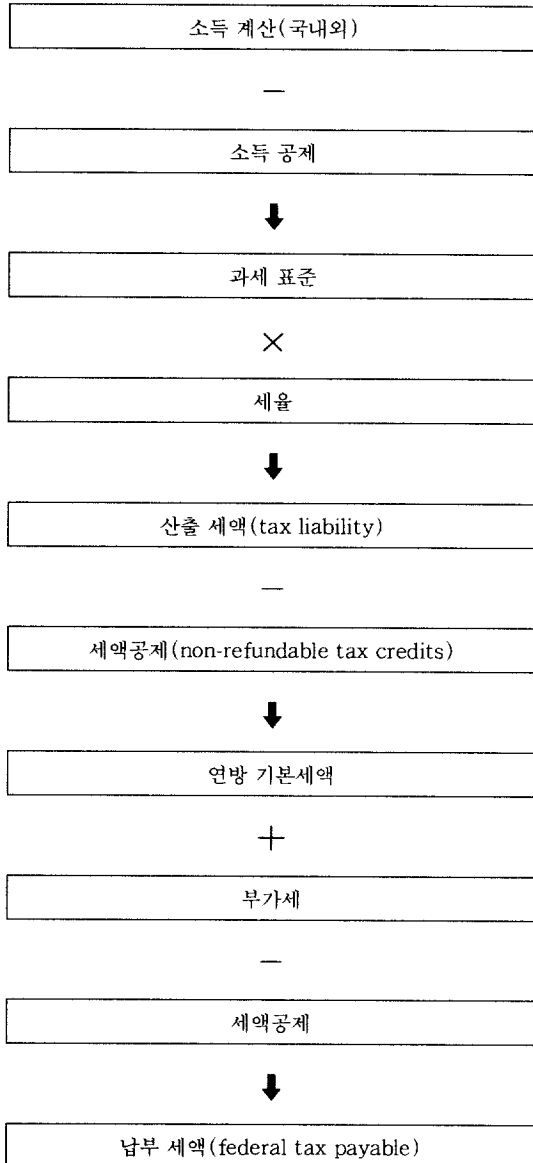 소득 계산(국내외)
－
소득 공제
⬇
과세 표준
×
세율
⬇
산출 세액(tax liability)
－
세액공제(non-refundable tax credits)
⬇
연방 기본세액
＋
부가세
－
세액공제
⬇
납부 세액(federal tax payable)